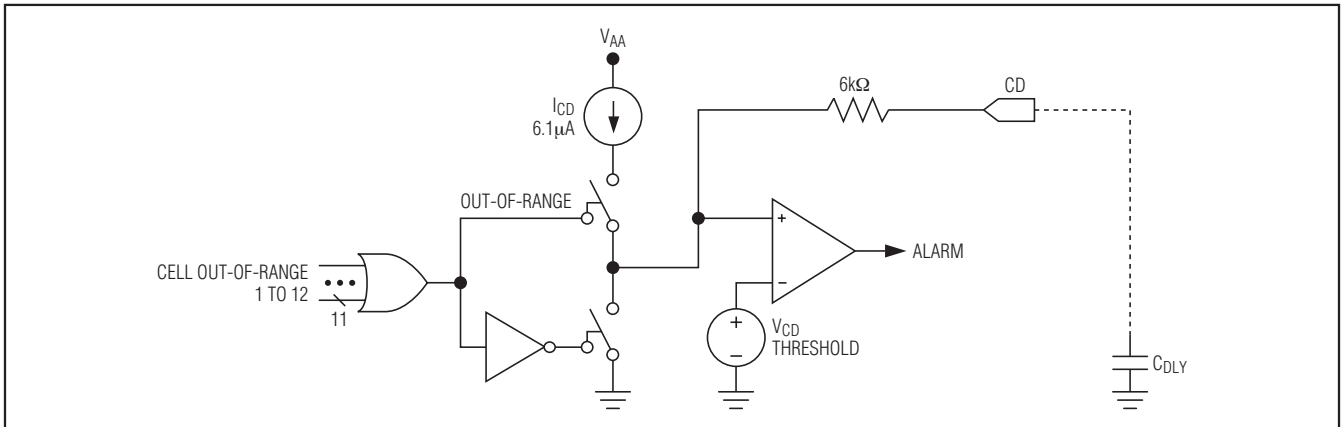 VAA
ICD
6.1µA
6kΩ
CD
OUT-OF-RANGE
+
−
ALARM
CELL OUT-OF-RANGE
1 TO 12
11
+
−
VCD
THRESHOLD
CDLY